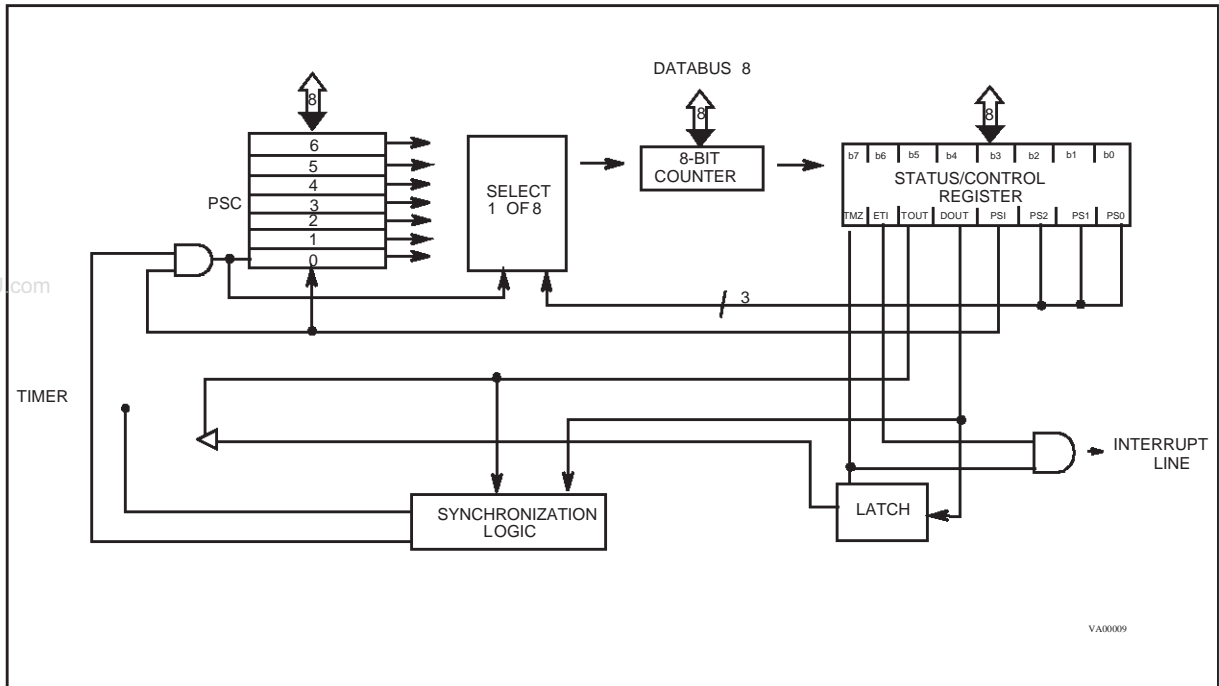 DATABUS 8
8
8
8
6
5
4
3
2
1
0
PSC
SELECT
1 OF 8
8-BIT
COUNTER
b7 b6 b5 b4 b3 b2 b1 b0
STATUS/CONTROL
REGISTER
TMZ ETI TOUT DOUT PSI PS2 PS1 PS0
3
.com
TIMER
SYNCHRONIZATION
LOGIC
LATCH
INTERRUPT
LINE
VA00009